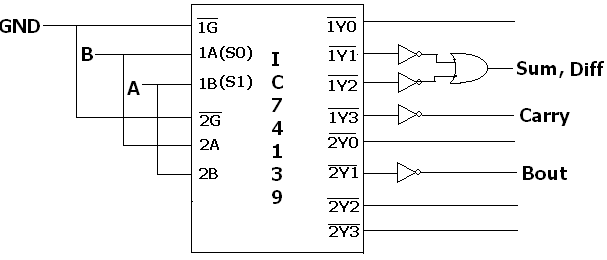 GND
B
A
1G
1A(S0)
1B(S1)
2G
2A
2B
I
C
7
4
1
3
9
1Y0
1Y1
1Y2
1Y3
2Y0
2Y1
2Y2
2Y3
Sum, Diff
Carry
Bout